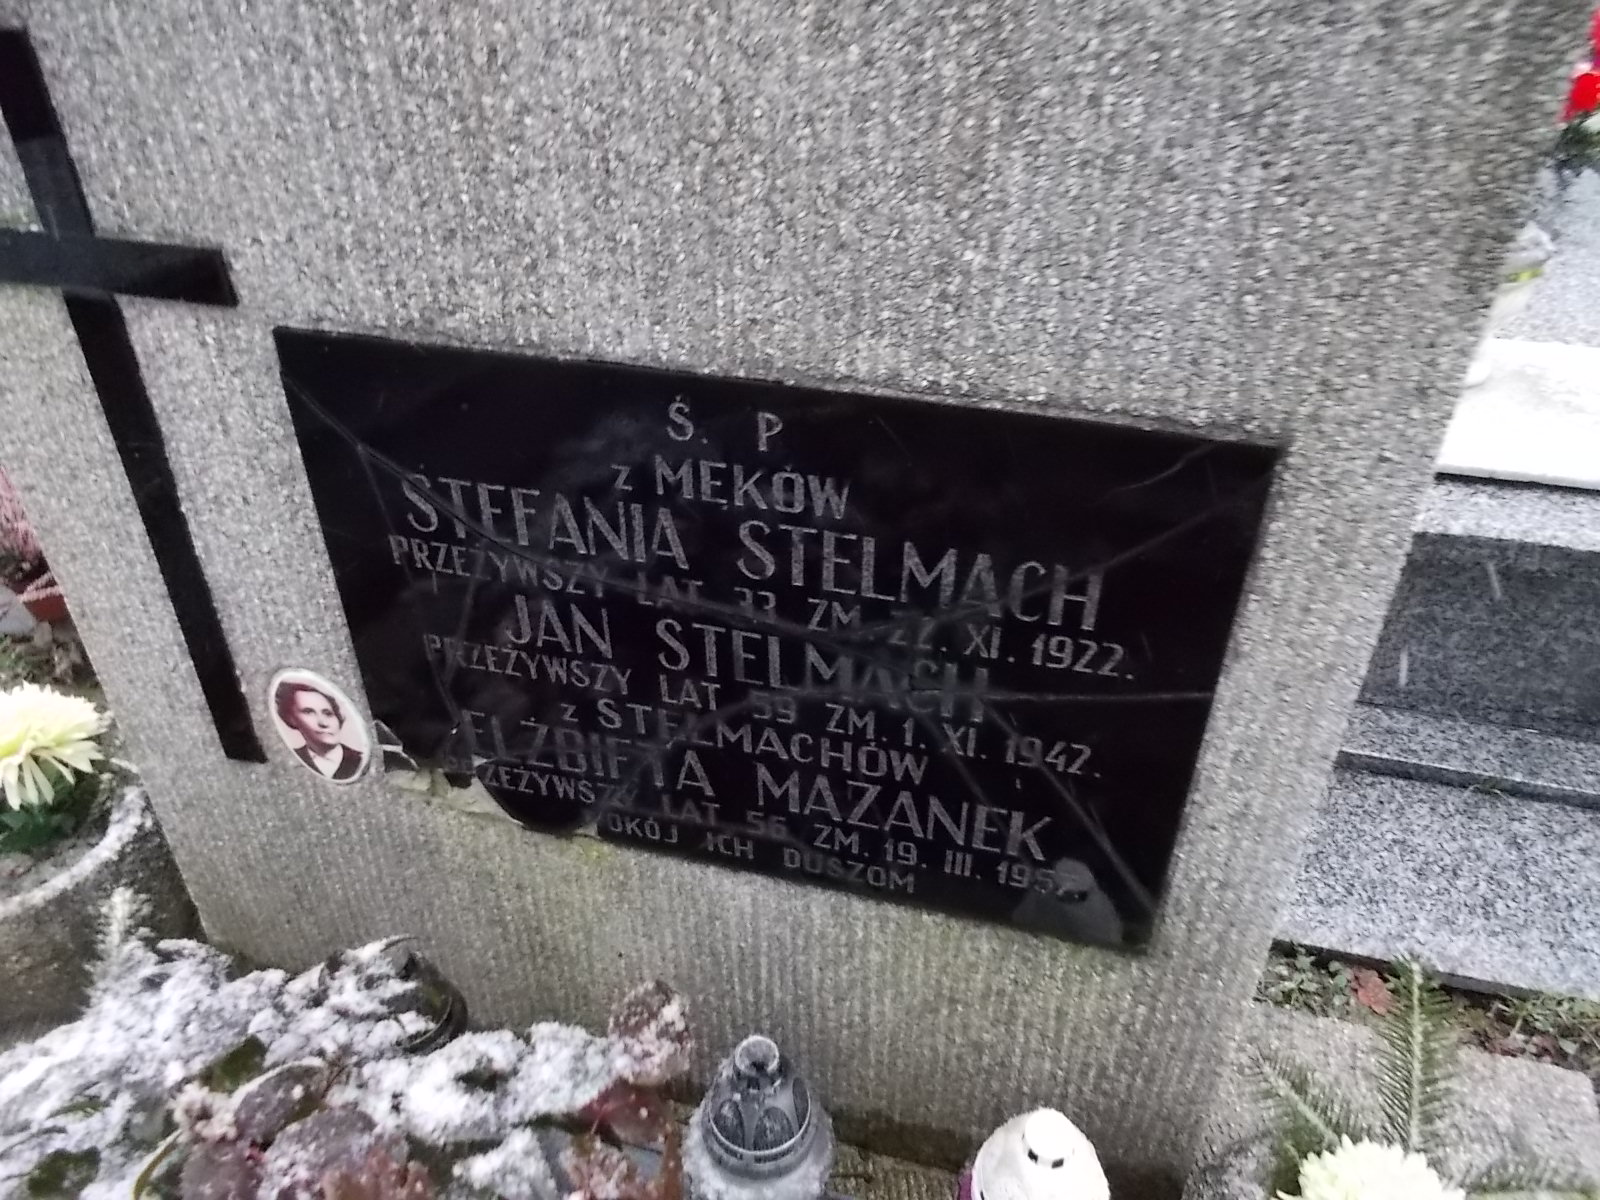 Ś. P
z MĘKÓW
STEFANIA STELMACH
PRZEŻYWSZY LAT 33 ZM. 22. XI. 1922.
JAN STELMACH
PRZEŻYWSZY LAT 59 ZM. 1. XI. 1942.
z STELMACHÓW
ELŻBIETA MAZANEK
PRZEŻYWSZY LAT 56 ZM. 19. III.
POKÓJ ICH DUSZOM